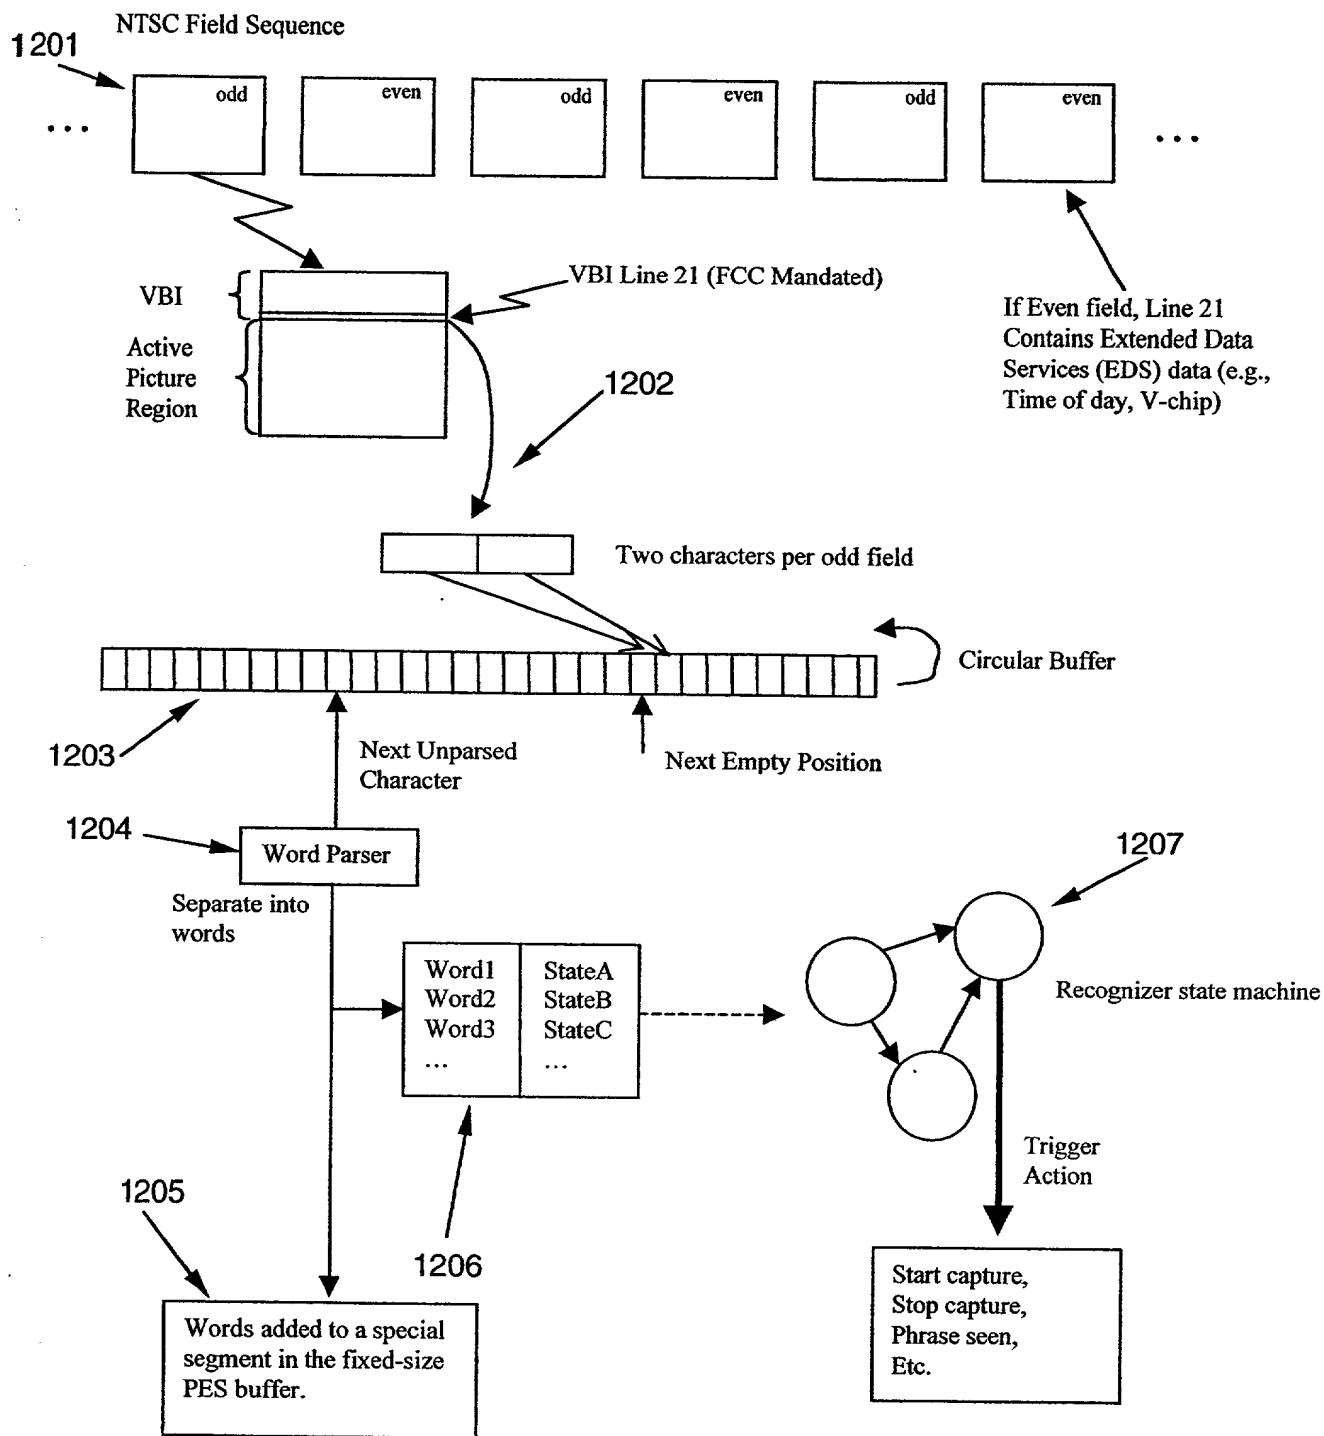 NTSC Field Sequence
1201
odd
even
odd
even
odd
even
...
...
VBI
VBI Line 21 (FCC Mandated)
Active
Picture
Region
If Even field, Line 21
Contains Extended Data
Services (EDS) data (e.g.,
Time of day, V-chip)
1202
Two characters per odd field
Circular Buffer
1203
Next Unparsed
Character
Next Empty Position
1204
Word Parser
1207
Separate into
words
Word1
StateA
Word2
StateB
Word3
StateC
...
...
Recognizer state machine
Trigger
Action
1205
1206
Words added to a special
segment in the fixed-size
PES buffer.
Start capture,
Stop capture,
Phrase seen,
Etc.